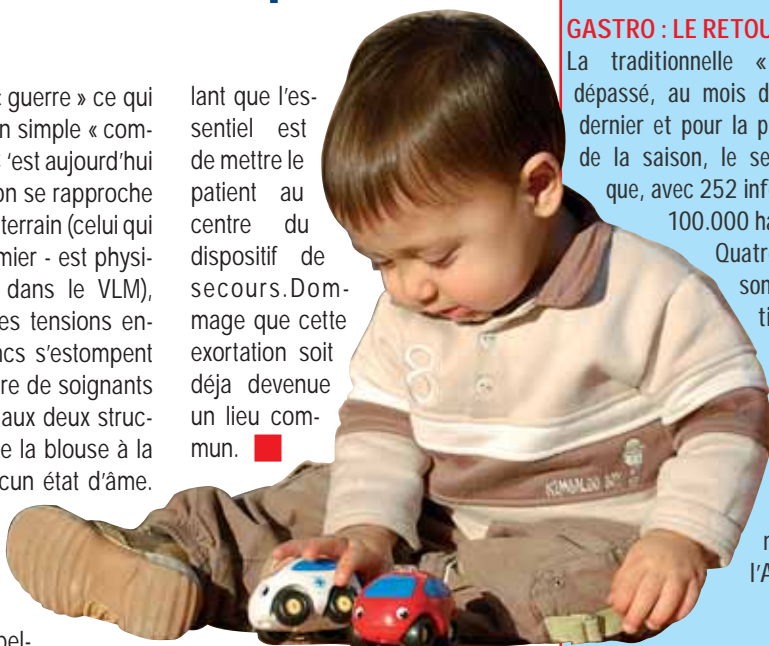 « guerre » ce qui
n simple « com-
'est aujourd'hui
on se rapproche
terrain (celui qui
mier - est physi-
dans le VLM),
es tensions en-
ncs s'estompent
re de soignants
aux deux struc-
e la blouse à la
cun état d'âme.
pel-
lant que l'es-
sentiel est
de mettre le
patient au
centre du
dispositif de
secours.Dom-
mage que cette
exortation soit
déja devenue
un lieu com-
mun.
GASTRO : LE RETOU
La traditionnelle «
dépassé, au mois d
dernier et pour la p
de la saison, le se
que, avec 252 inf
100.000 ha
Quatr
son
ti
r
l'A
8
KIMBALOO BOY